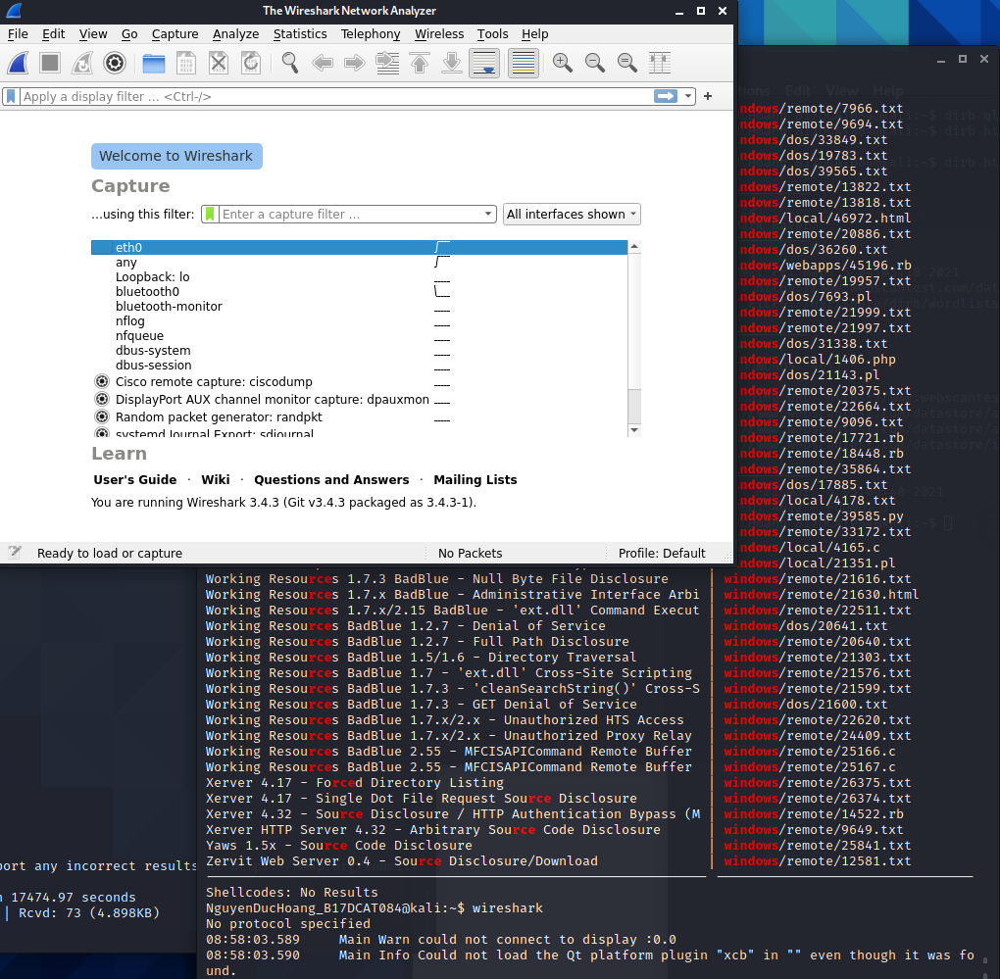 The Wireshark Network Analyzer
File Edit View Go Capture Analyze Statistics Telephony Wireless Tools Help
Apply a display filter ... <Ctrl-/>
Welcome to Wireshark
Capture
...using this filter:
Enter a capture filter ...
All interfaces shown
eth0
any
Loopback: lo
bluetooth0
bluetooth-monitor
nflog
nfqueue
dbus-system
dbus-session
Cisco remote capture: ciscodump
DisplayPort AUX channel monitor capture: dpauxmon
Random packet generator: randpkt
systemd Journal Export: sdjournal
Learn
User's Guide · Wiki · Questions and Answers · Mailing Lists
You are running Wireshark 3.4.3 (Git v3.4.3 packaged as 3.4.3-1).
Ready to load or capture
No Packets
Profile: Default
Edit View Help
ndows/remote/7966.txt
ndows/remote/9694.txt
ndows/dos/33849.txt
ndows/dos/19783.txt
ndows/dos/39565.txt
ndows/remote/13822.txt
ndows/remote/13818.txt
ndows/local/46972.html
ndows/remote/20886.txt
ndows/dos/36260.txt
ndows/webapps/45196.rb
ndows/remote/19957.txt
ndows/dos/7693.pl
ndows/remote/21999.txt
ndows/remote/21997.txt
ndows/dos/31338.txt
ndows/local/1406.php
ndows/dos/21143.pl
ndows/remote/20375.txt
ndows/remote/22664.txt
ndows/remote/9096.txt
ndows/remote/17721.rb
ndows/remote/18448.rb
ndows/remote/35864.txt
ndows/dos/17885.txt
ndows/local/4178.txt
ndows/remote/39585.py
ndows/remote/33172.txt
ndows/local/4165.c
ndows/local/21351.pl
Working Resources 1.7.3 BadBlue - Null Byte File Disclosure | windows/remote/21616.txt
Working Resources 1.7.x BadBlue - Administrative Interface Arbi | windows/remote/21630.html
Working Resources 1.7.x/2.15 BadBlue - 'ext.dll' Command Execut | windows/remote/22511.txt
Working Resources BadBlue 1.2.7 - Denial of Service | windows/dos/20641.txt
Working Resources BadBlue 1.2.7 - Full Path Disclosure | windows/remote/20640.txt
Working Resources BadBlue 1.5/1.6 - Directory Traversal | windows/remote/21303.txt
Working Resources BadBlue 1.7 - 'ext.dll' Cross-Site Scripting | windows/remote/21576.txt
Working Resources BadBlue 1.7.3 - 'cleanSearchString()' Cross-S | windows/remote/21599.txt
Working Resources BadBlue 1.7.3 - GET Denial of Service | windows/dos/21600.txt
Working Resources BadBlue 1.7.x/2.x - Unauthorized HTS Access | windows/remote/22620.txt
Working Resources BadBlue 1.7.x/2.x - Unauthorized Proxy Relay | windows/remote/24409.txt
Working Resources BadBlue 2.55 - MFCISAPICommand Remote Buffer | windows/remote/25166.c
Working Resources BadBlue 2.55 - MFCISAPICommand Remote Buffer | windows/remote/25167.c
Xerver 4.17 - Forced Directory Listing | windows/remote/26375.txt
Xerver 4.17 - Single Dot File Request Source Disclosure | windows/remote/26374.txt
Xerver 4.32 - Source Disclosure / HTTP Authentication Bypass (M | windows/remote/14522.rb
Xerver HTTP Server 4.32 - Arbitrary Source Code Disclosure | windows/remote/9649.txt
Yaws 1.5x - Source Code Disclosure | windows/remote/25841.txt
Zervit Web Server 0.4 - Source Disclosure/Download | windows/remote/12581.txt
Shellcodes: No Results
NguyenDucHoang_B17DCAT084@kali:~$ wireshark
No protocol specified
08:58:03.589 Main Warn could not connect to display :0.0
08:58:03.590 Main Info Could not load the Qt platform plugin "xcb" in "" even though it was fo
und.
port any incorrect results
n 17474.97 seconds
| Rcvd: 73 (4.898KB)